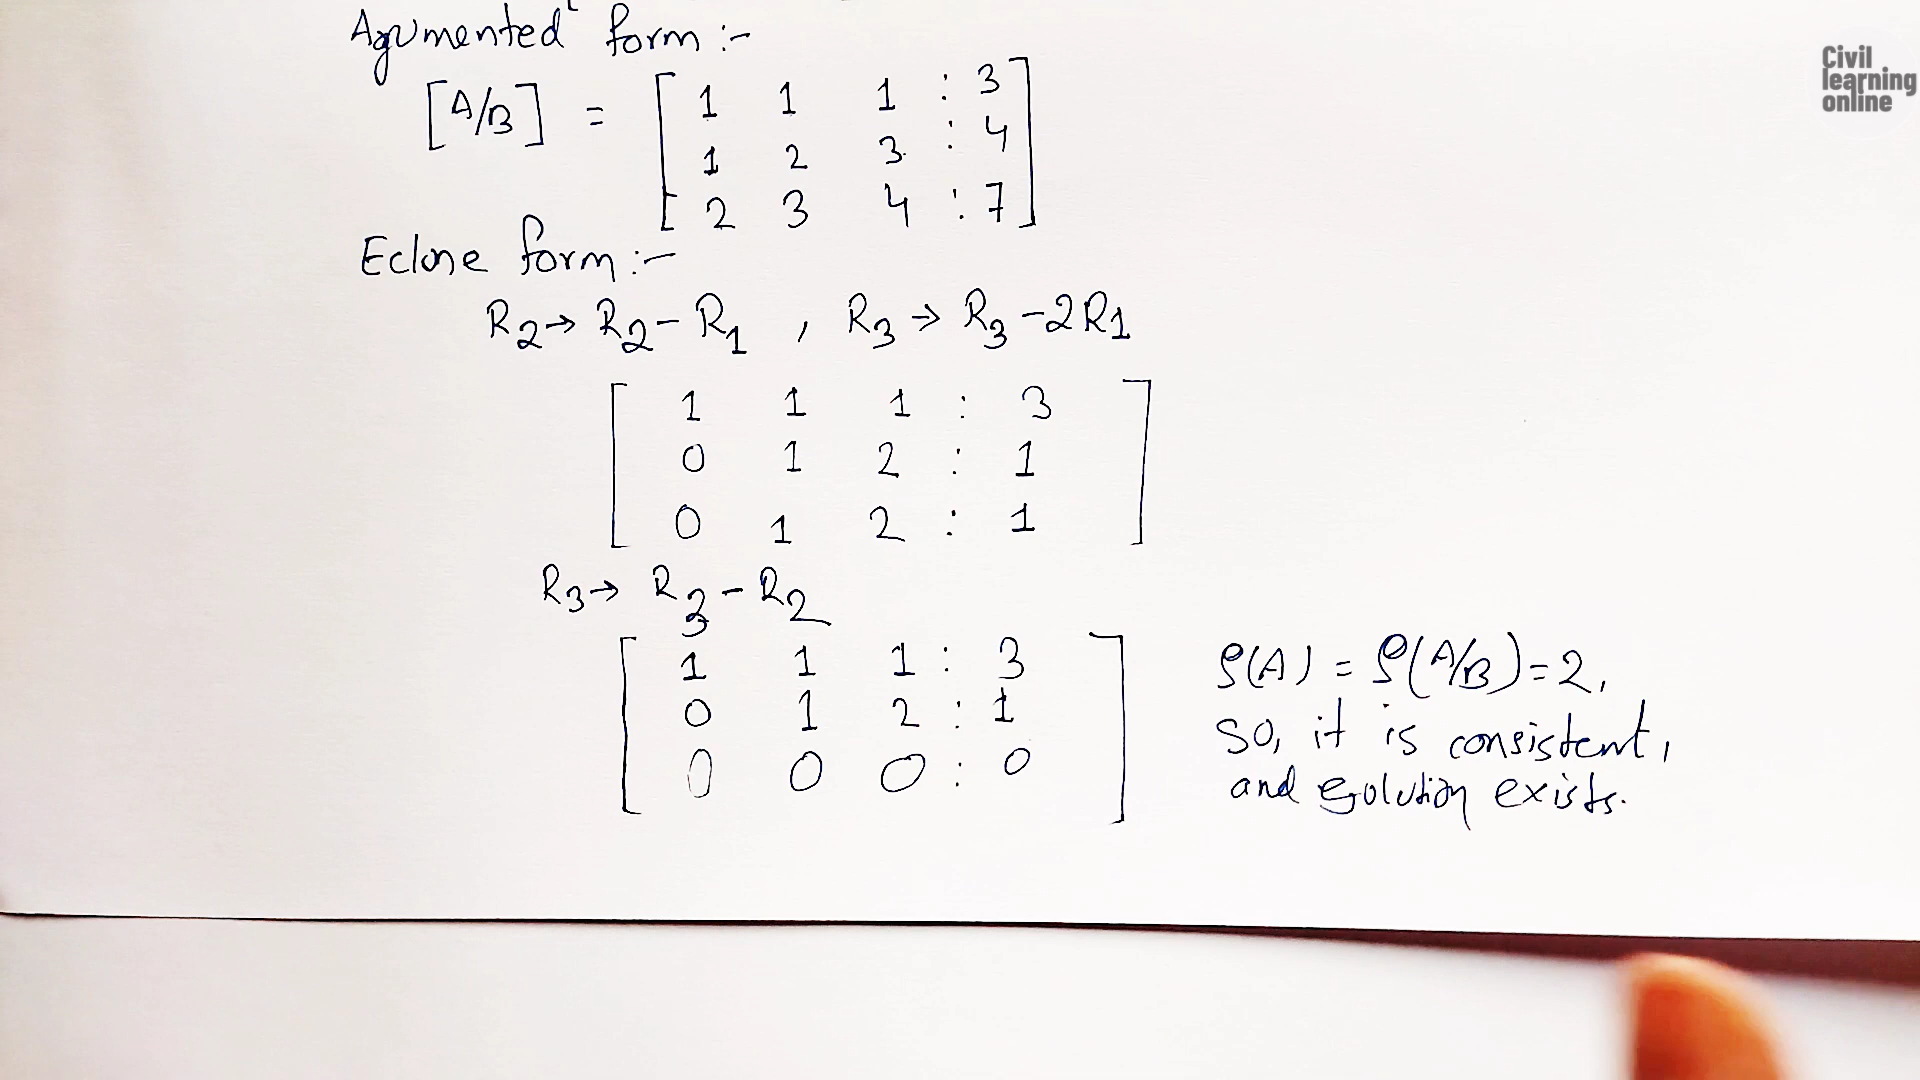 Agumented form :-
[A/B] = [ 1 1 1 : 3
1 2 3 : 4
2 3 4 : 7 ]
Eclone form :-
R2 → R2 - R1 , R3 → R3 - 2R1
[ 1 1 1 : 3
0 1 2 : 1
0 1 2 : 1 ]
R3 → R3 - R2
[ 1 1 1 : 3
0 1 2 : 1
0 0 0 : 0 ]
ρ(A) = ρ(A/B) = 2,
so, it is consistent,
and solution exists.
Civil
learning
online